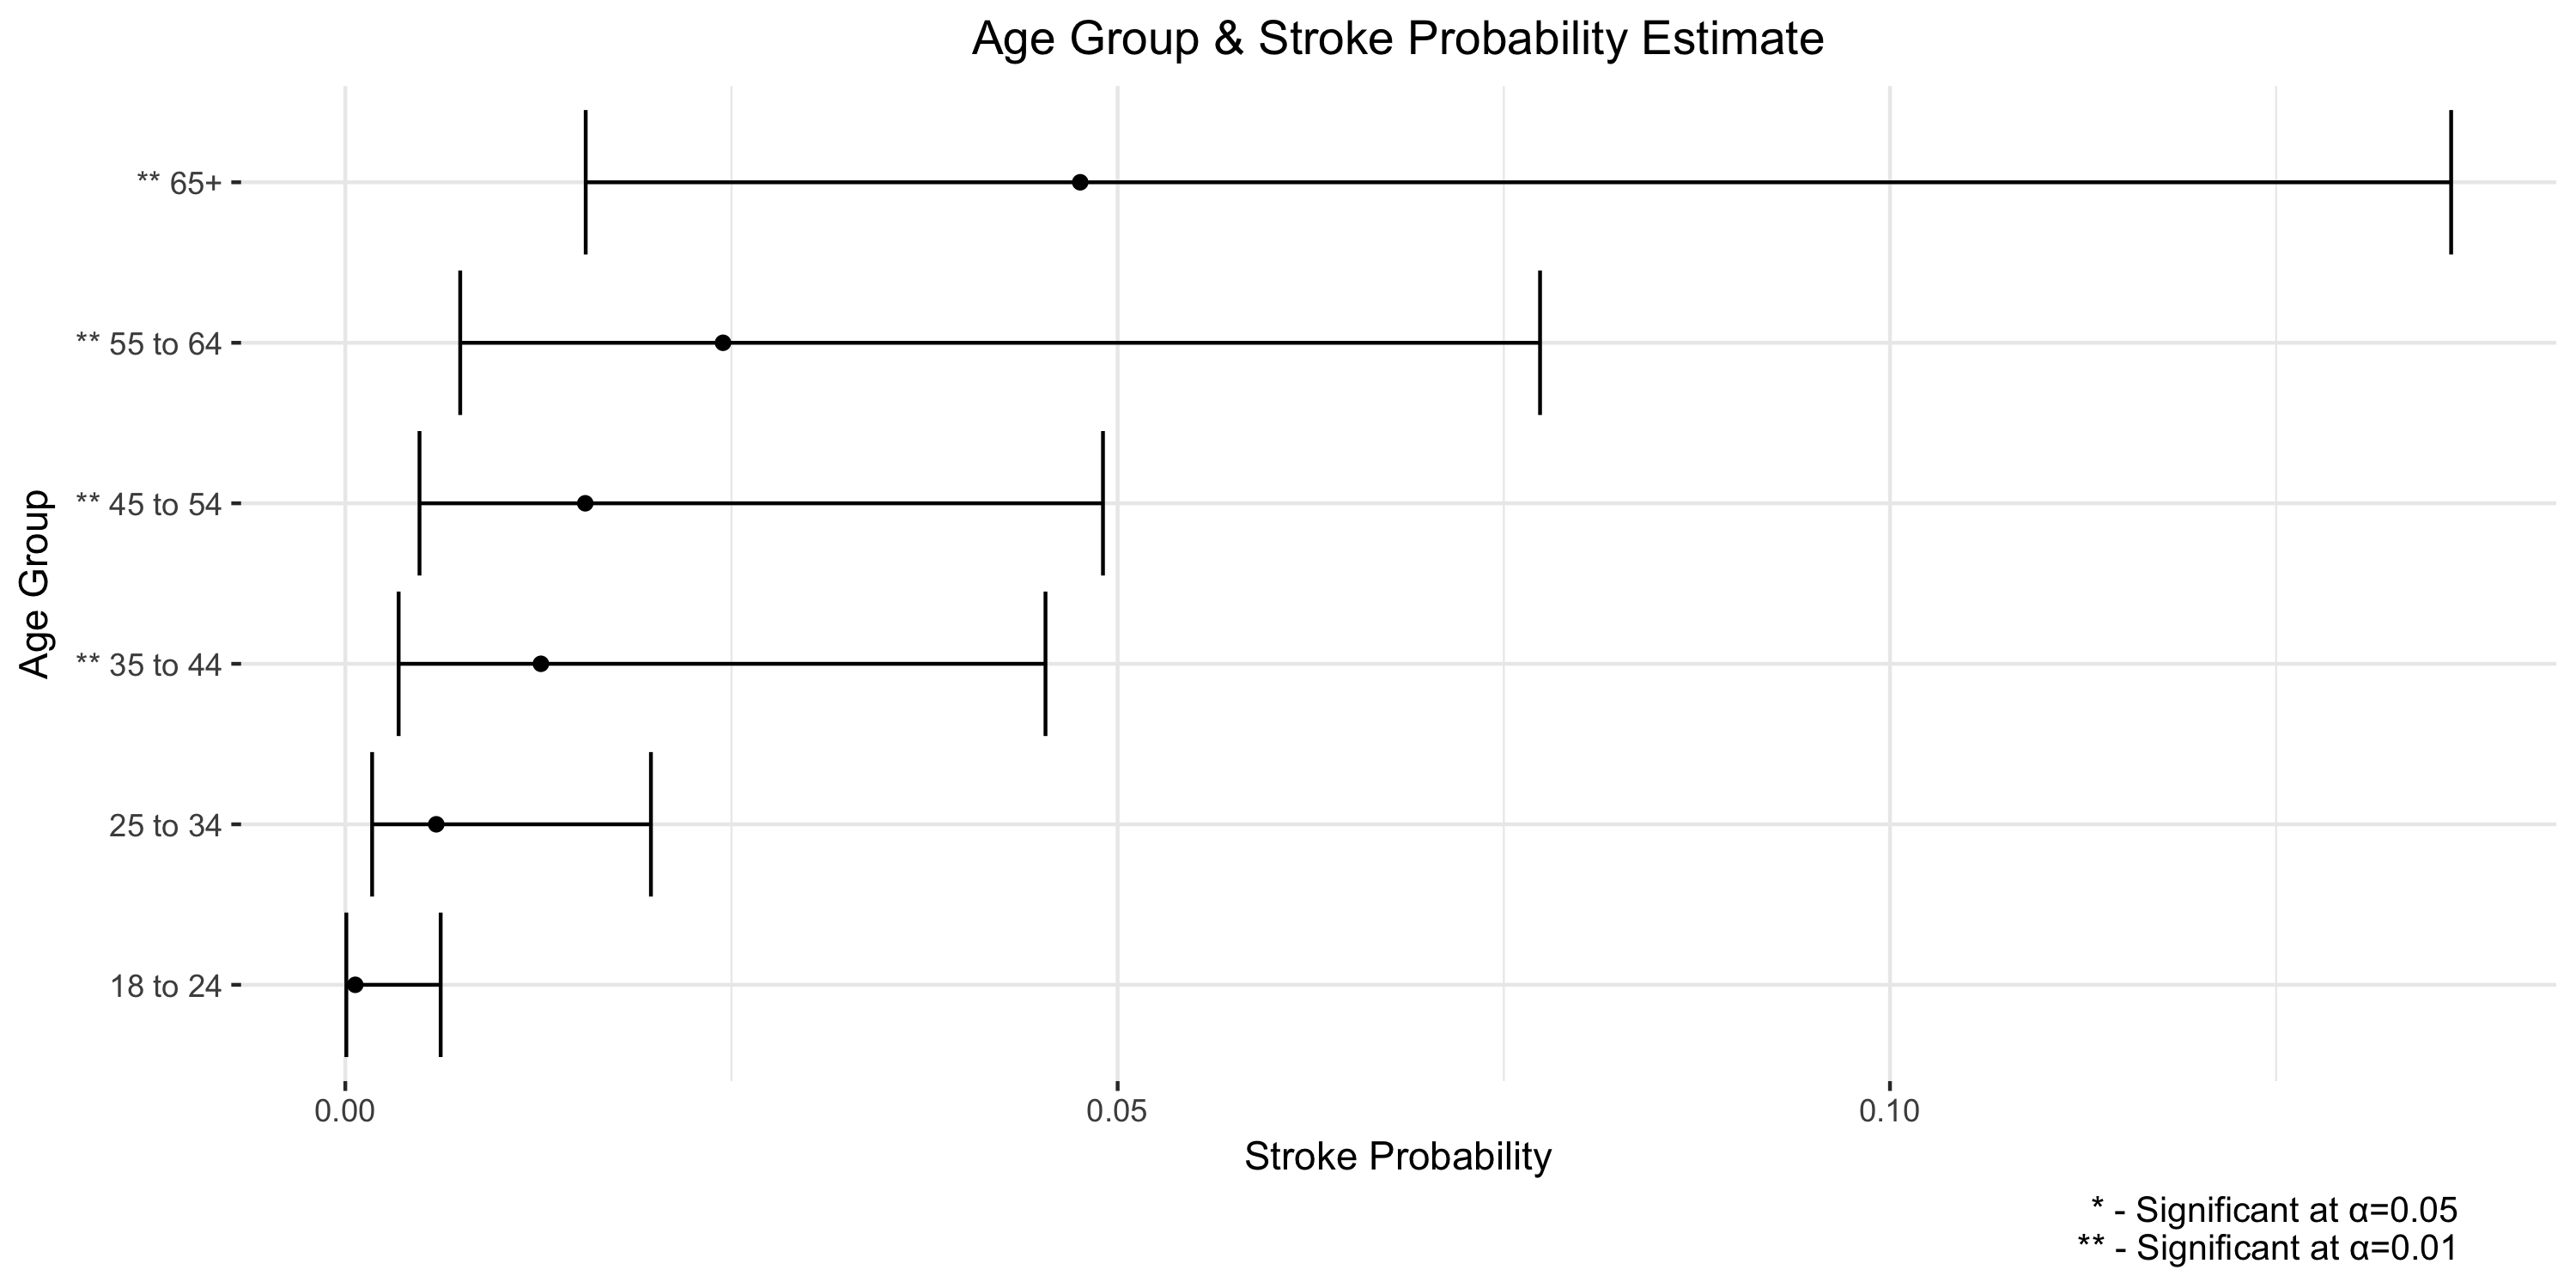 Age Group & Stroke Probability Estimate
** 65+
** 55 to 64
** 45 to 54
** 35 to 44
25 to 34
18 to 24
Age Group
0.00
0.05
0.10
Stroke Probability
* - Significant at α=0.05
** - Significant at α=0.01